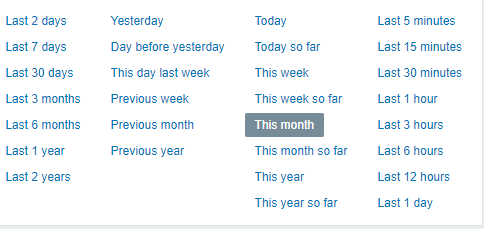 Last 2 days
Last 7 days
Last 30 days
Last 3 months
Last 6 months
Last 1 year
Last 2 years
Yesterday
Day before yesterday
This day last week
Previous week
Previous month
Previous year
Today
Today so far
This week
This week so far
This month
This month so far
This year
This year so far
Last 5 minutes
Last 15 minutes
Last 30 minutes
Last 1 hour
Last 3 hours
Last 6 hours
Last 12 hours
Last 1 day